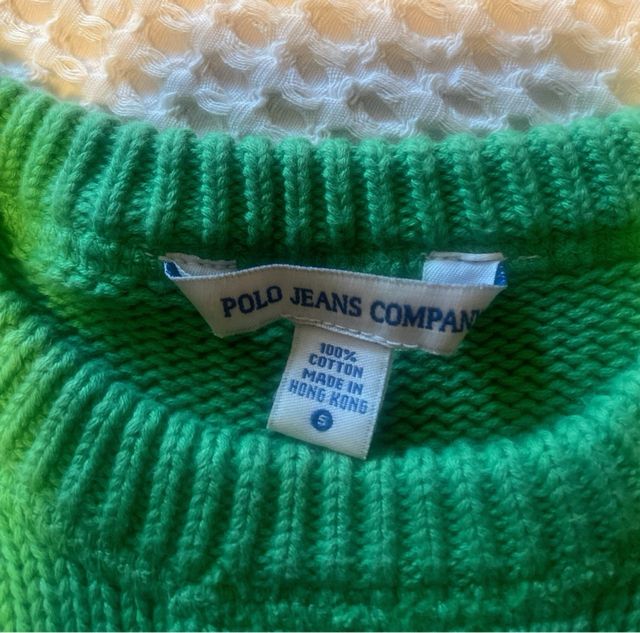 POLO JEANS COMPAN
100%
COTTON
MADE IN
HONG KONG
S